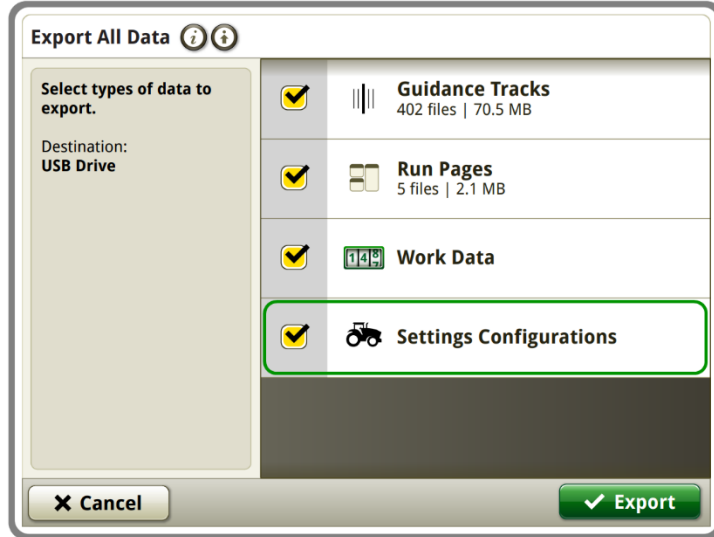 Export All Data
Select types of data to
export.
Destination:
USB Drive
Guidance Tracks
402 files | 70.5 MB
Run Pages
5 files | 2.1 MB
Work Data
Settings Configurations
Cancel
Export